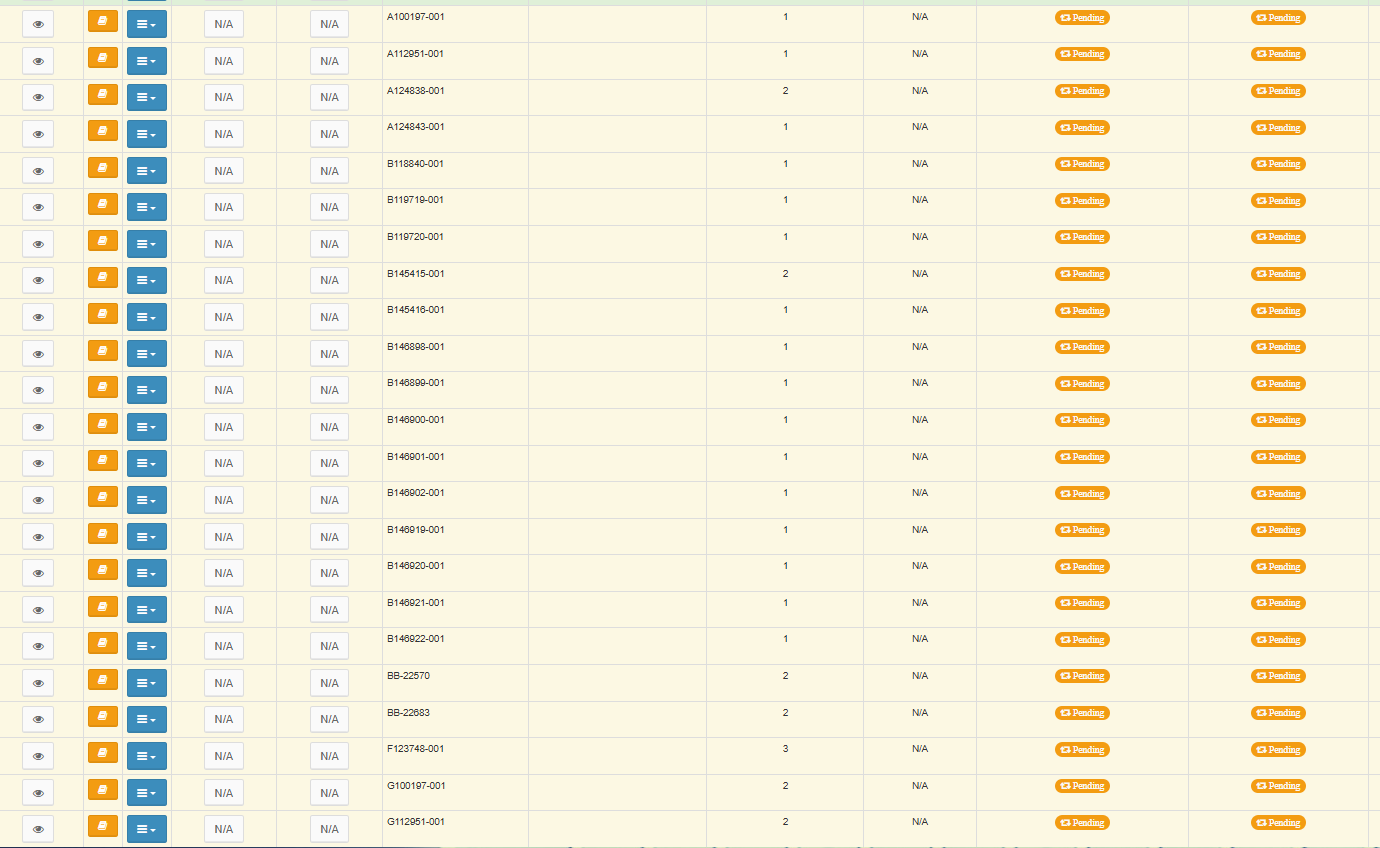 N/A N/A A100197-001 1 N/A Pending Pending
N/A N/A A112951-001 1 N/A Pending Pending
N/A N/A A124838-001 2 N/A Pending Pending
N/A N/A A124843-001 1 N/A Pending Pending
N/A N/A B118840-001 1 N/A Pending Pending
N/A N/A B119719-001 1 N/A Pending Pending
N/A N/A B119720-001 1 N/A Pending Pending
N/A N/A B145415-001 2 N/A Pending Pending
N/A N/A B145416-001 1 N/A Pending Pending
N/A N/A B146898-001 1 N/A Pending Pending
N/A N/A B146899-001 1 N/A Pending Pending
N/A N/A B146900-001 1 N/A Pending Pending
N/A N/A B146901-001 1 N/A Pending Pending
N/A N/A B146902-001 1 N/A Pending Pending
N/A N/A B146919-001 1 N/A Pending Pending
N/A N/A B146920-001 1 N/A Pending Pending
N/A N/A B146921-001 1 N/A Pending Pending
N/A N/A B146922-001 1 N/A Pending Pending
N/A N/A BB-22570 2 N/A Pending Pending
N/A N/A BB-22683 2 N/A Pending Pending
N/A N/A F123748-001 3 N/A Pending Pending
N/A N/A G100197-001 2 N/A Pending Pending
N/A N/A G112951-001 2 N/A Pending Pending